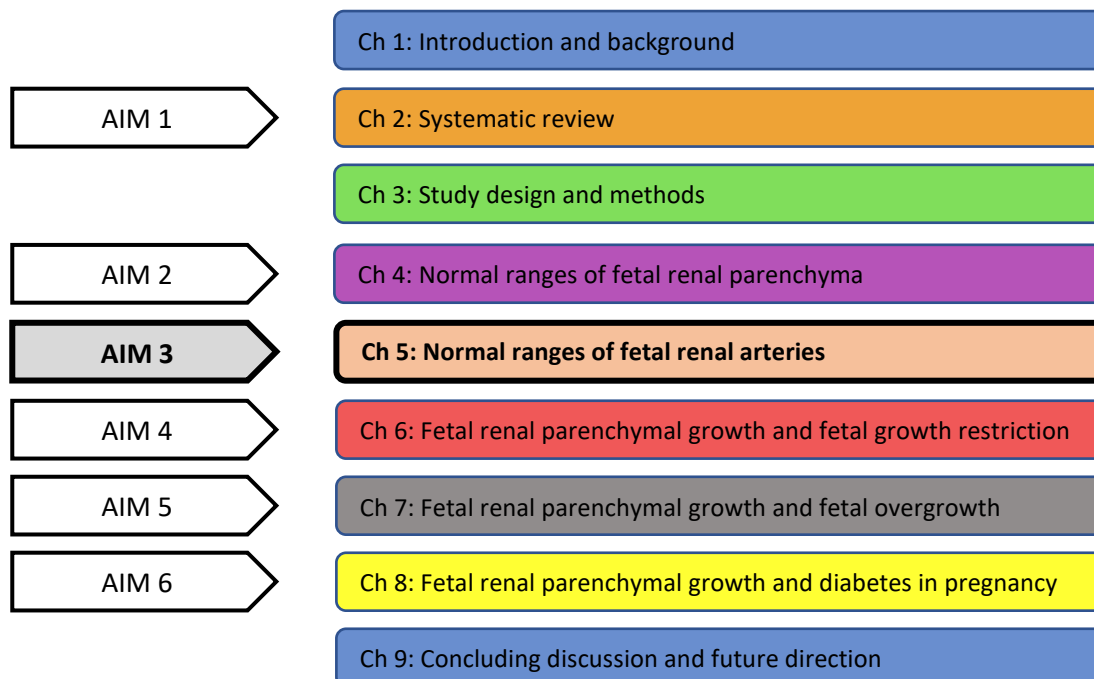 Ch 1: Introduction and background
AIM 1
Ch 2: Systematic review
Ch 3: Study design and methods
AIM 2
Ch 4: Normal ranges of fetal renal parenchyma
AIM 3
Ch 5: Normal ranges of fetal renal arteries
AIM 4
Ch 6: Fetal renal parenchymal growth and fetal growth restriction
AIM 5
Ch 7: Fetal renal parenchymal growth and fetal overgrowth
AIM 6
Ch 8: Fetal renal parenchymal growth and diabetes in pregnancy
Ch 9: Concluding discussion and future direction